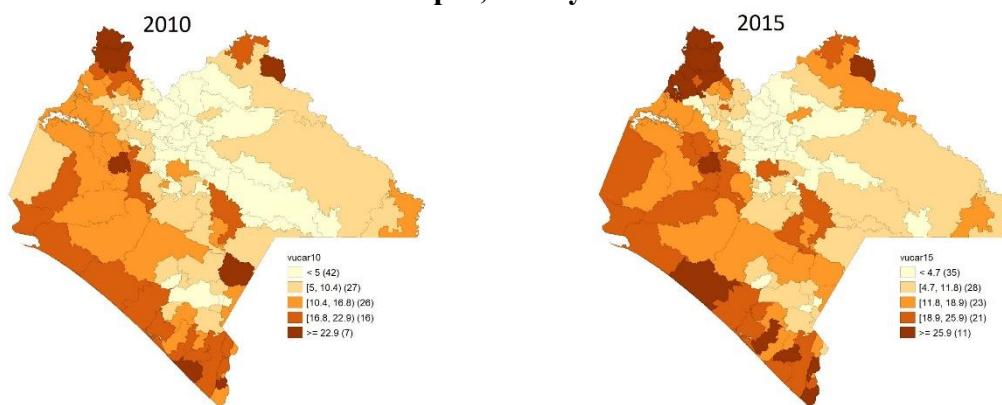 2010
2015
vucar10
< 5 (42)
[5, 10.4) (27)
[10.4, 16.8) (26)
[16.8, 22.9) (16)
>= 22.9 (7)
vucar15
< 4.7 (35)
[4.7, 11.8) (28)
[11.8, 18.9) (23)
[18.9, 25.9) (21)
>= 25.9 (11)